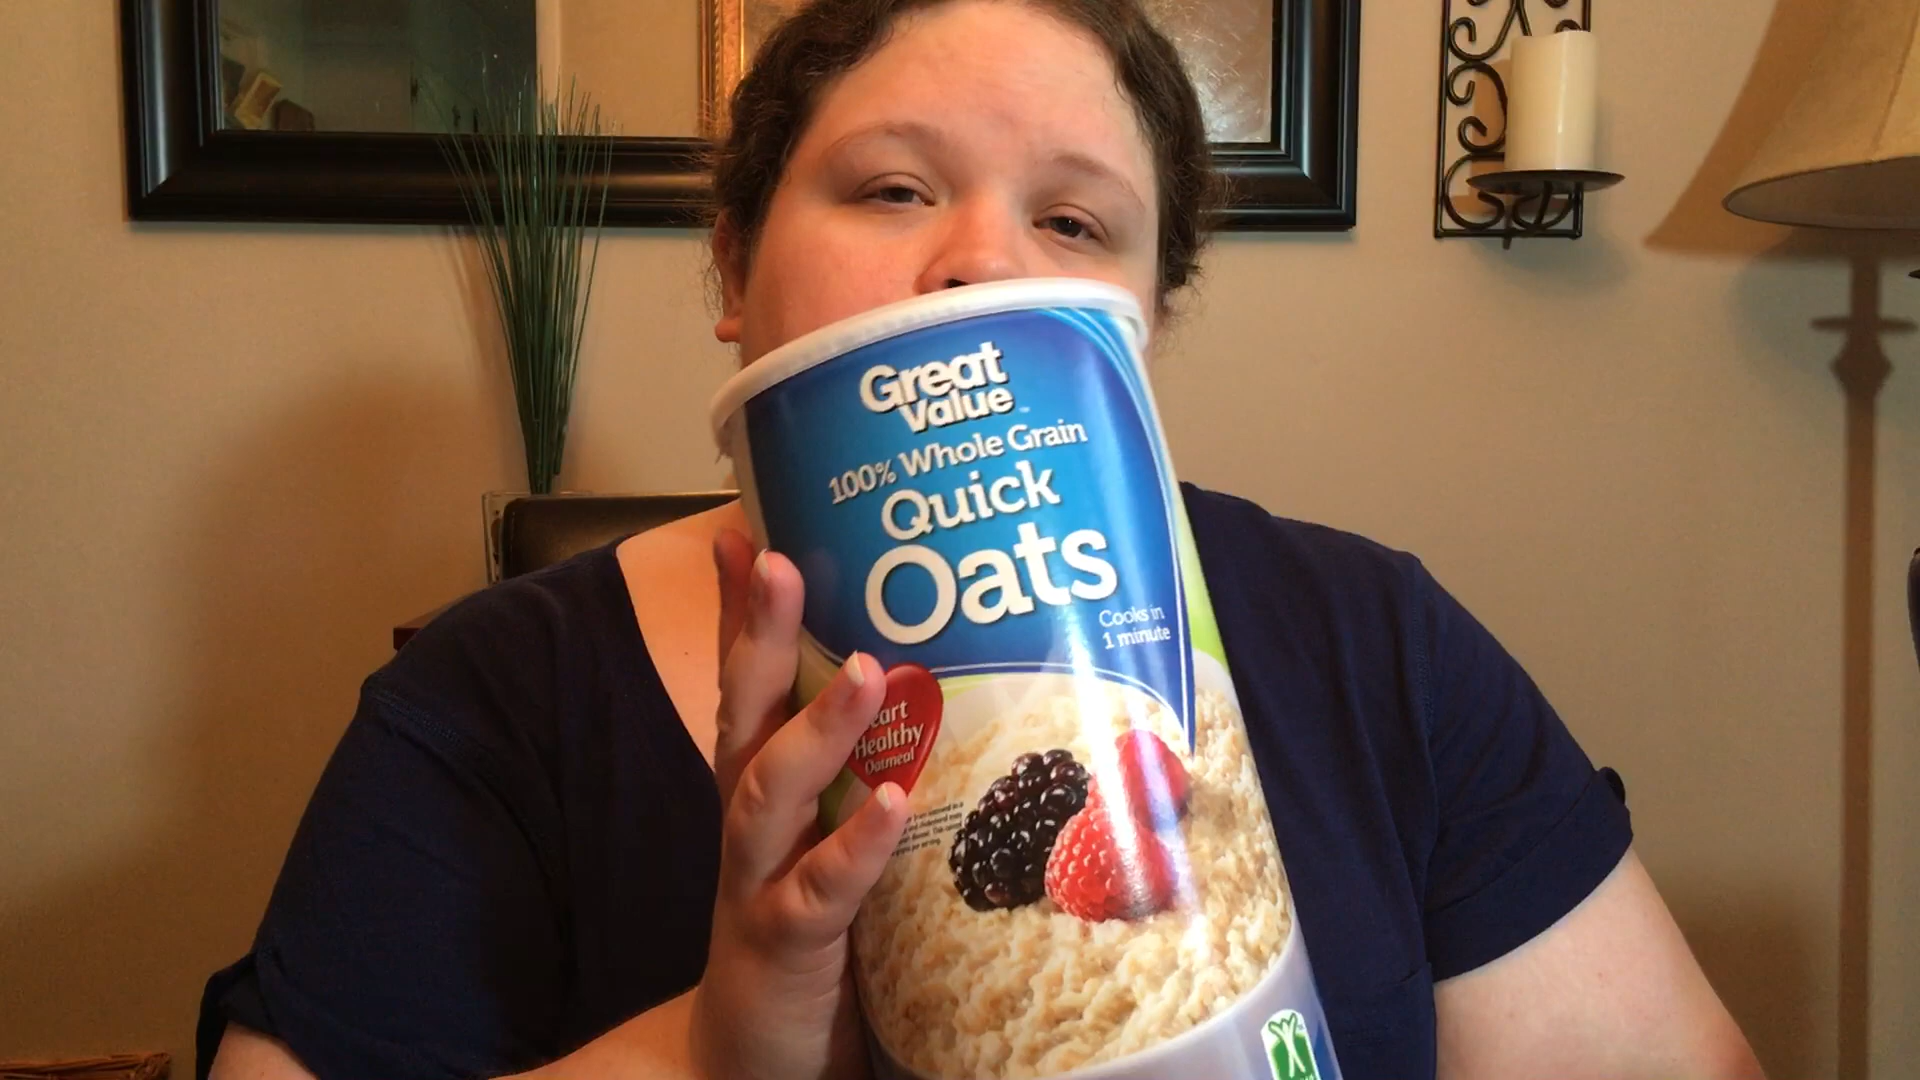 Great
Value
100% Whole Grain
Quick
Oats
Cooks in
1 minute
Healthy
Oatmeal